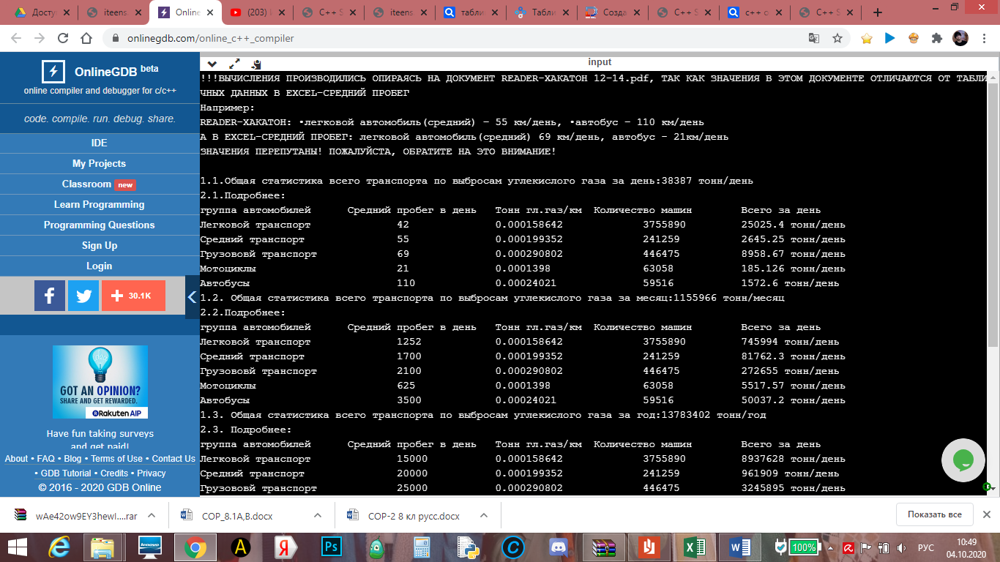 Досту
iteens.
Online
(203) I
C++ S
iteens
табли
Табли
Созда
C++ S
c++ c
C++ S
onlinegdb.com/online_c++_compiler
OnlineGDB beta
online compiler and debugger for c/c++
code. compile. run. debug. share.
IDE
My Projects
Classroom new
Learn Programming
Programming Questions
Sign Up
Login
30.1K
GOT AN OPINION?
SHARE AND GET REWARDED.
Rakuten AIP
Have fun taking surveys
and get paid!
About • FAQ • Blog • Terms of Use • Contact Us
• GDB Tutorial • Credits • Privacy
© 2016 - 2020 GDB Online
input
!!!ВЫЧИСЛЕНИЯ ПРОИЗВОДИЛИСЬ ОПИРАЯСЬ НА ДОКУМЕНТ READER-ХАКАТОН 12-14.pdf, ТАК КАК ЗНАЧЕНИЯ В ЭТОМ ДОКУМЕНТЕ ОТЛИЧАЮТСЯ ОТ ТАБЛИ
ЧНЫХ ДАННЫХ В EXCEL-СРЕДНИЙ ПРОБЕГ
Например:
READER-ХАКАТОН: •легковой автомобиль(средний) – 55 км/день, •автобус – 110 км/день
А В EXCEL-СРЕДНИЙ ПРОБЕГ: легковой автомобиль(средний) 69 км/день, автобус - 21км/день
ЗНАЧЕНИЯ ПЕРЕПУТАНЫ! ПОЖАЛУЙСТА, ОБРАТИТЕ НА ЭТО ВНИМАНИЕ!
1.1.Общая статистика всего транспорта по выбросам углекислого газа за день:38387 тонн/день
2.1.Подробнее:
группа автомобилей Средний пробег в день Тонн гл.газ/км Количество машин Всего за день
Легковой транспорт 42 0.000158642 3755890 25025.4 тонн/день
Средний транспорт 55 0.000199352 241259 2645.25 тонн/день
Грузововй транспорт 69 0.000290802 446475 8958.67 тонн/день
Мотоциклы 21 0.0001398 63058 185.126 тонн/день
Автобусы 110 0.00024021 59516 1572.6 тонн/день
1.2. Общая статистика всего транспорта по выбросам углекислого газа за месяц:1155966 тонн/месяц
2.2.Подробнее:
группа автомобилей Средний пробег в день Тонн гл.газ/км Количество машин Всего за день
Легковой транспорт 1252 0.000158642 3755890 745994 тонн/день
Средний транспорт 1700 0.000199352 241259 81762.3 тонн/день
Грузововй транспорт 2100 0.000290802 446475 272655 тонн/день
Мотоциклы 625 0.0001398 63058 5517.57 тонн/день
Автобусы 3500 0.00024021 59516 50037.2 тонн/день
1.3. Общая статистика всего транспорта по выбросам углекислого газа за год:13783402 тонн/год
2.3. Подробнее:
группа автомобилей Средний пробег в день Тонн гл.газ/км Количество машин Всего за день
Легковой транспорт 15000 0.000158642 3755890 8937628 тонн/день
Средний транспорт 20000 0.000199352 241259 961909 тонн/день
Грузововй транспорт 25000 0.000290802 446475 3245895 тонн/день
wAe42ow9EY3hewI....rar
СОР_8.1А,В.docx
СОР-2 8 кл русс.docx
Показать все
lenovo
100%
РУС
10:49
04.10.2020